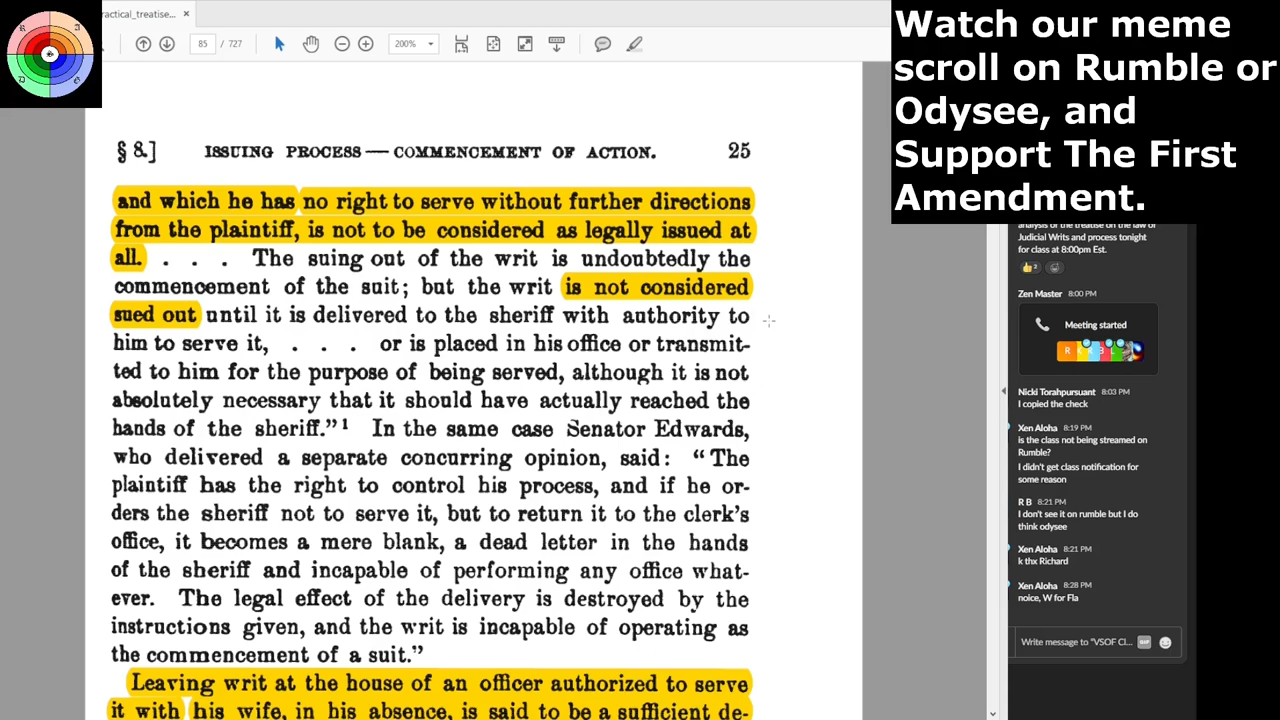 ractical_treatise...
85 / 727
200%
Watch our meme
scroll on Rumble or
Odysee, and
Support The First
Amendment.
§ 8.] ISSUING PROCESS — COMMENCEMENT OF ACTION. 25
and which he has no right to serve without further directions
from the plaintiff, is not to be considered as legally issued at
all. . . . The suing out of the writ is undoubtedly the
commencement of the suit; but the writ is not considered
sued out until it is delivered to the sheriff with authority to
him to serve it, . . . or is placed in his office or transmit-
ted to him for the purpose of being served, although it is not
absolutely necessary that it should have actually reached the
hands of the sheriff.” 1 In the same case Senator Edwards,
who delivered a separate concurring opinion, said: “The
plaintiff has the right to control his process, and if he or-
ders the sheriff not to serve it, but to return it to the clerk’s
office, it becomes a mere blank, a dead letter in the hands
of the sheriff and incapable of performing any office what-
ever. The legal effect of the delivery is destroyed by the
instructions given, and the writ is incapable of operating as
the commencement of a suit.”
Leaving writ at the house of an officer authorized to serve
it with his wife, in his absence, is said to be a sufficient de-
analysis of the treatise on the law of
Judicial Writs and process tonight
for class at 8:00pm Est.
2
Zen Master 8:00 PM
Meeting started
R K R B L
Nicki Torahpursuant 8:03 PM
I copied the check
Xen Aloha 8:19 PM
is the class not being streamed on
Rumble?
I didn't get class notification for
some reason
R B 8:21 PM
I don't see it on rumble but I do
think odysee
Xen Aloha 8:21 PM
k thx Richard
Xen Aloha 8:28 PM
noice, W for Fla
Write message to "VSOF Cl...
GIF